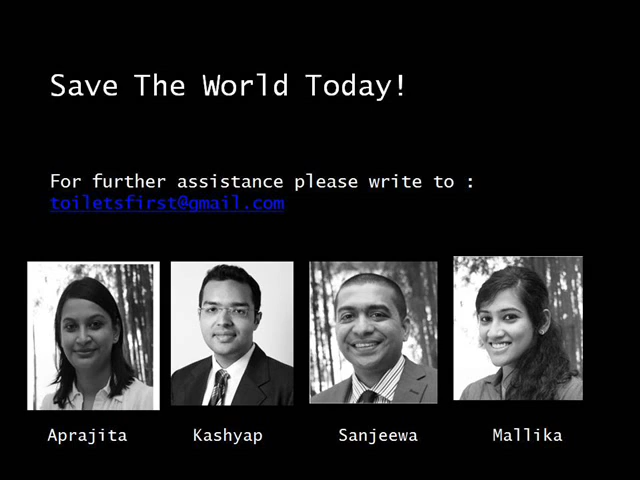 Save The World Today!
For further assistance please write to :
toiletsfirst@gmail.com
Aprajita Kashyap Sanjeewa Mallika